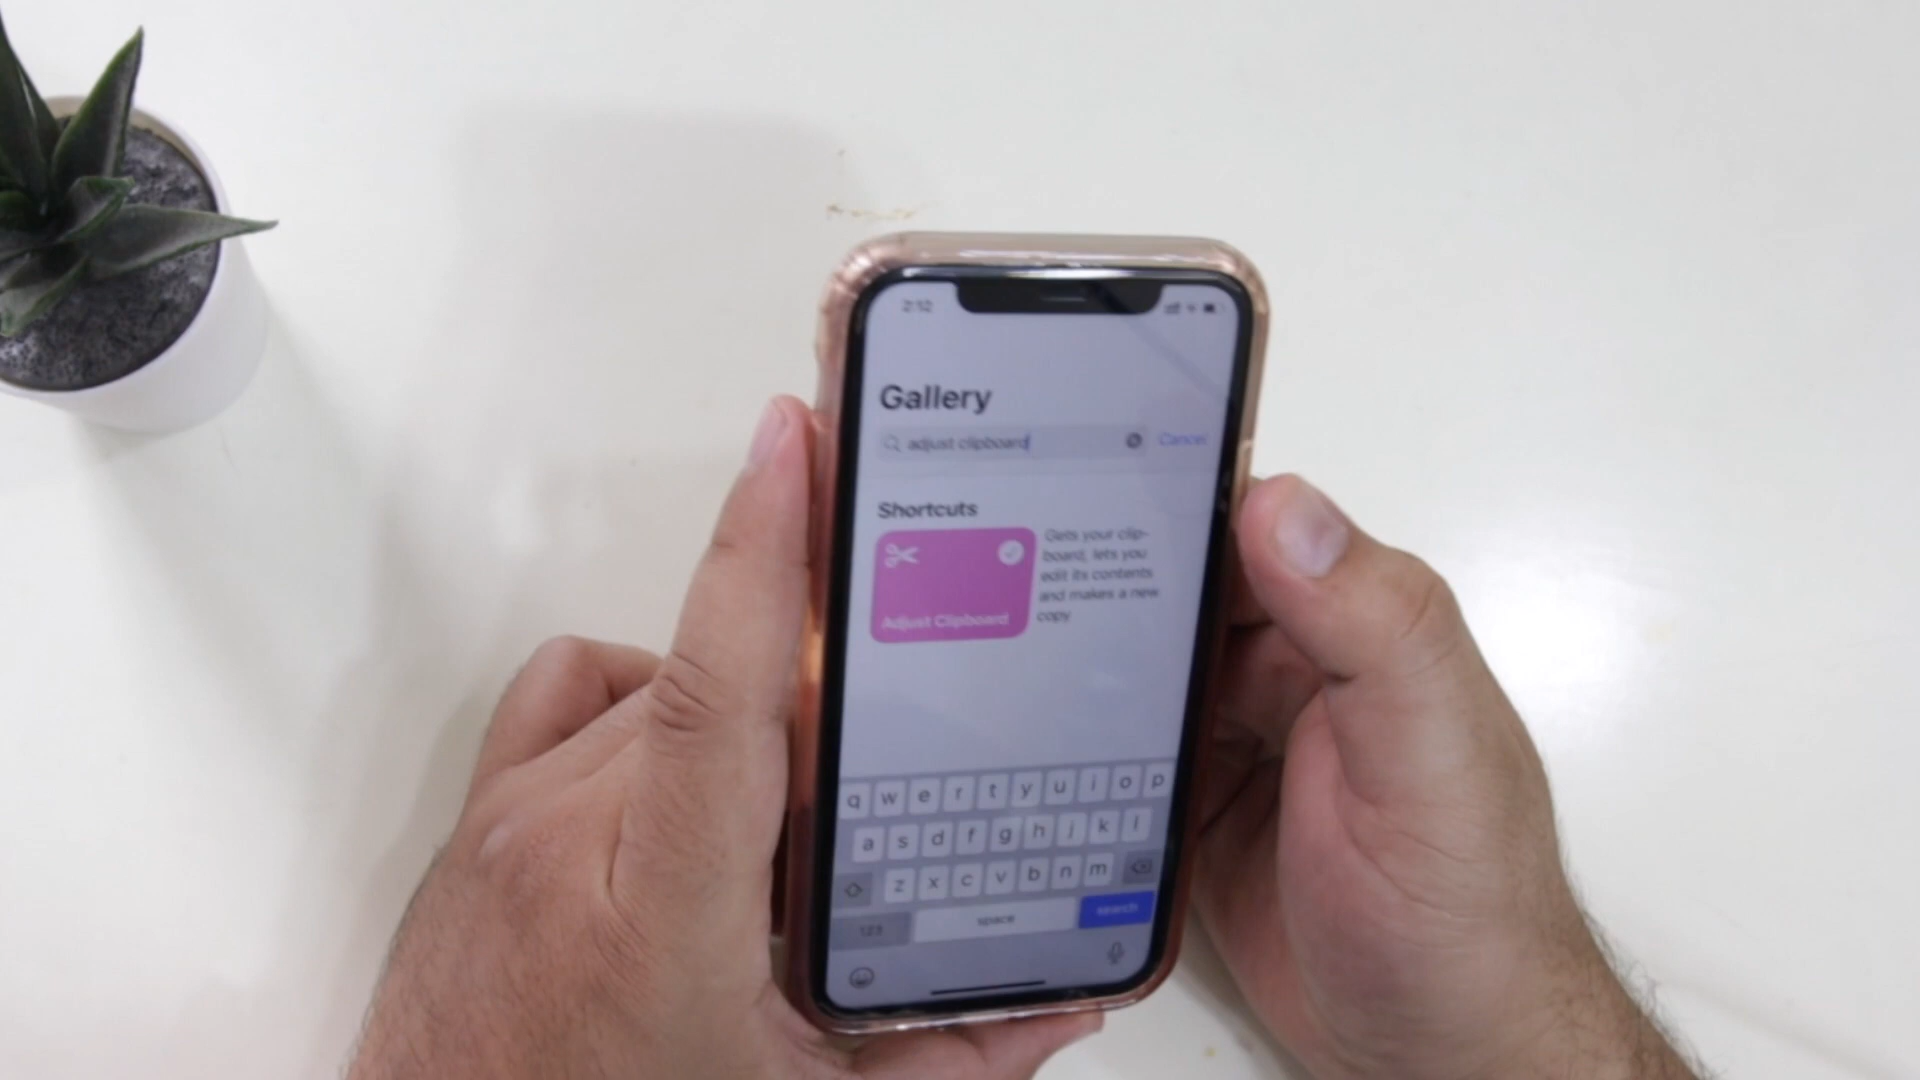 2:12
Gallery
adjust clipboard
Cancel
Shortcuts
Adjust Clipboard
Gets your clip-
board, lets you
edit its contents
and makes a new
copy
q w e r t y u i o p
a s d f g h j k l
z x c v b n m
123 space search